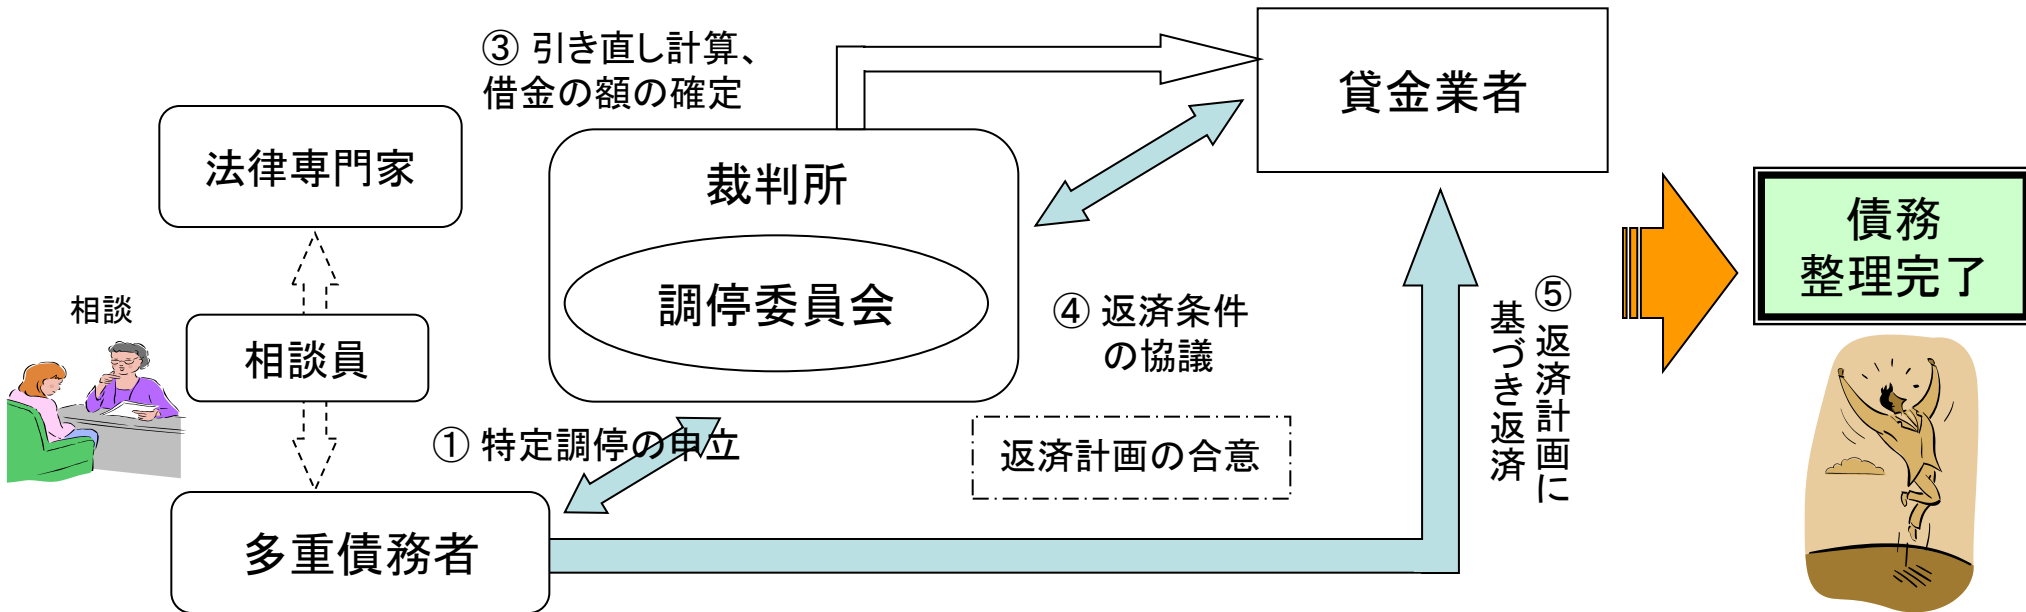 ③ 引き直し計算、
借金の額の確定
貸金業者
法律専門家
裁判所
調停委員会
債務
整理完了
相談
相談員
④ 返済条件
の協議
⑤ 返済計画に
基づき返済
① 特定調停の申立
返済計画の合意
多重債務者